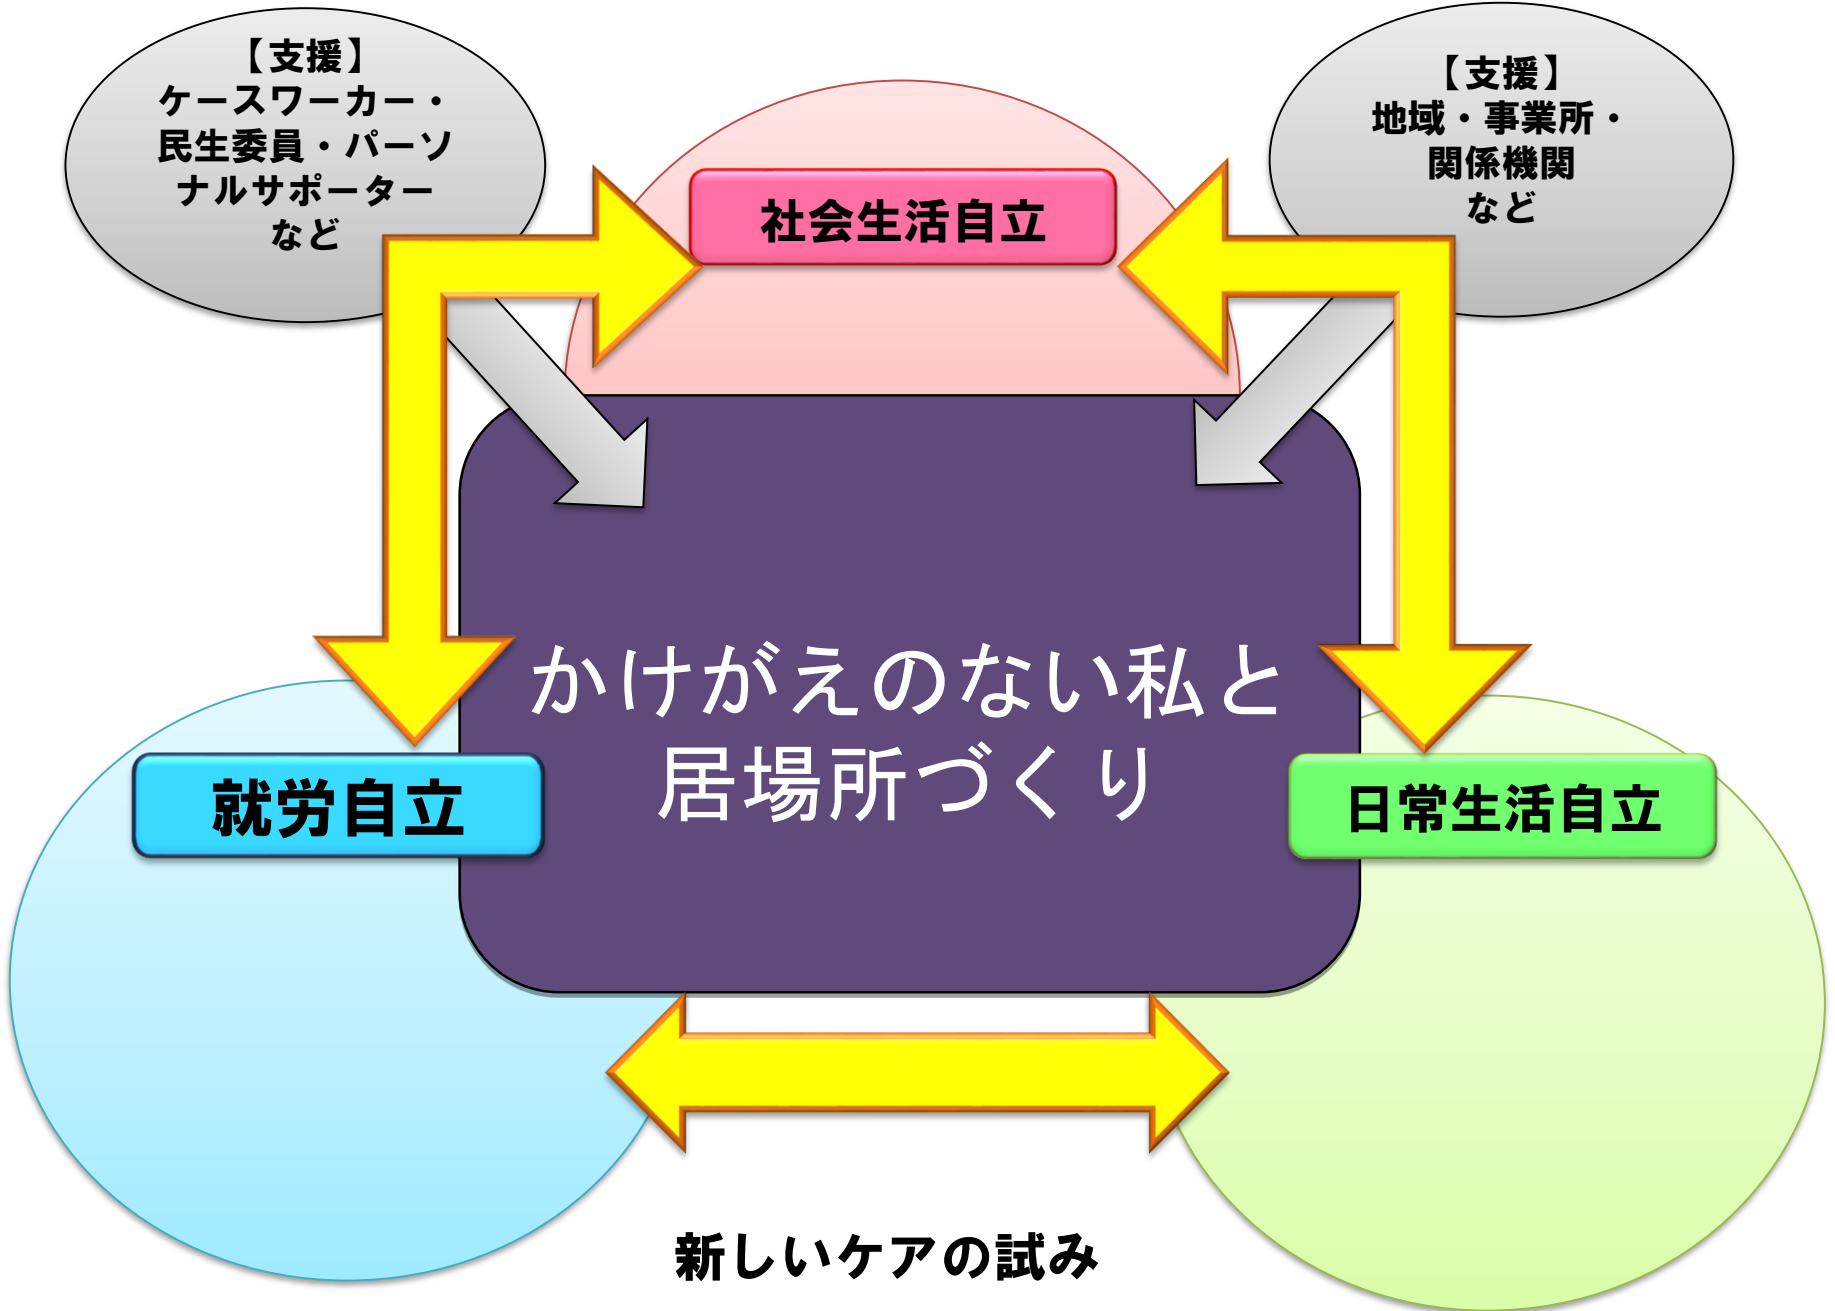 【支援】
ケースワーカー・
民生委員・パーソ
ナルサポーター
など
【支援】
地域・事業所・
関係機関
など
社会生活自立
かけがえのない私と
居場所づくり
就労自立
日常生活自立
新しいケアの試み